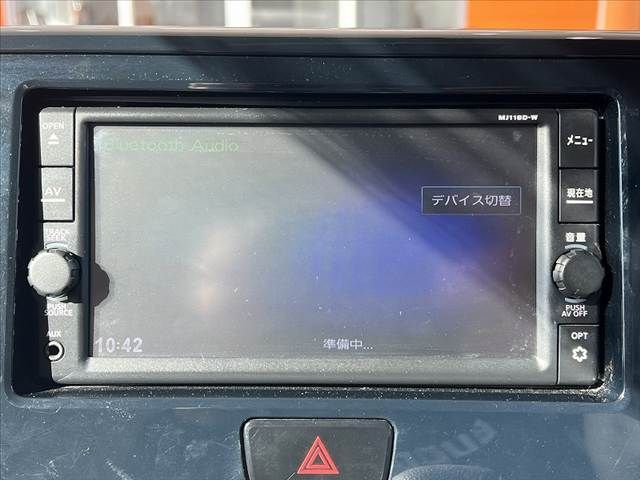 MJ118D-W
OPEN
メニュー
Bluetooth Audio
AV
デバイス切替
現在地
TRACK
SEEK
音量
PUSH
SOURCE
PUSH
AV OFF
AUX
10:42
準備中...
OPT